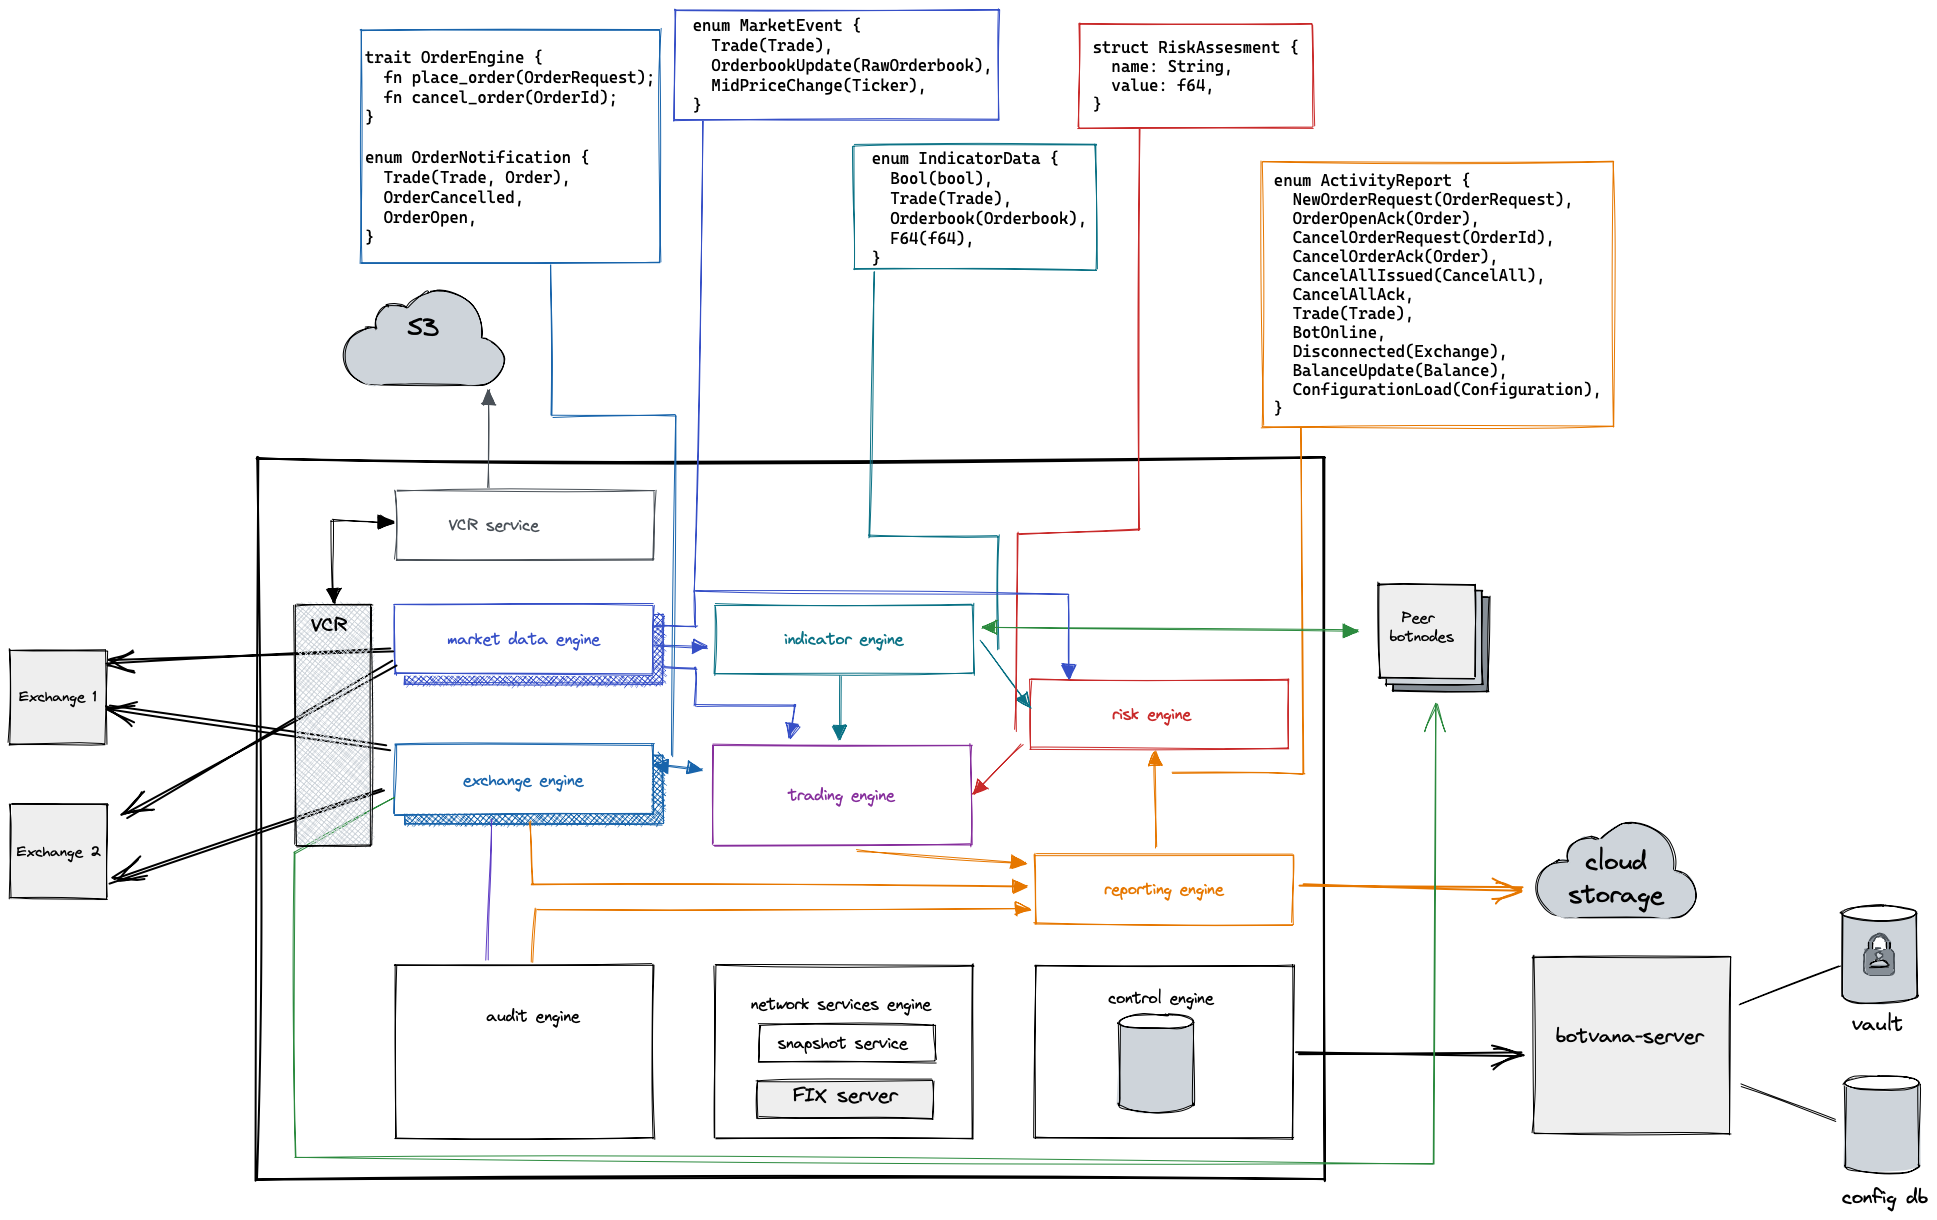 trait OrderEngine {
fn place_order(OrderRequest);
fn cancel_order(OrderId);
}
enum OrderNotification {
Trade(Trade, Order),
OrderCancelled,
OrderOpen,
}
enum MarketEvent {
Trade(Trade),
OrderbookUpdate(RawOrderbook),
MidPriceChange(Ticker),
}
enum IndicatorData {
Bool(bool),
Trade(Trade),
Orderbook(Orderbook),
F64(f64),
}
struct RiskAssesment {
name: String,
value: f64,
}
enum ActivityReport {
NewOrderRequest(OrderRequest),
OrderOpenAck(Order),
CancelOrderRequest(OrderId),
CancelOrderAck(Order),
CancelAllIssued(CancelAll),
CancelAllAck,
Trade(Trade),
BotOnline,
Disconnected(Exchange),
BalanceUpdate(Balance),
ConfigurationLoad(Configuration),
}
S3
VCR service
VCR
market data engine
indicator engine
Peer
botnodes
Exchange 1
risk engine
exchange engine
trading engine
Exchange 2
reporting engine
cloud
storage
audit engine
network services engine
snapshot service
FIX server
control engine
botvana-server
vault
config db